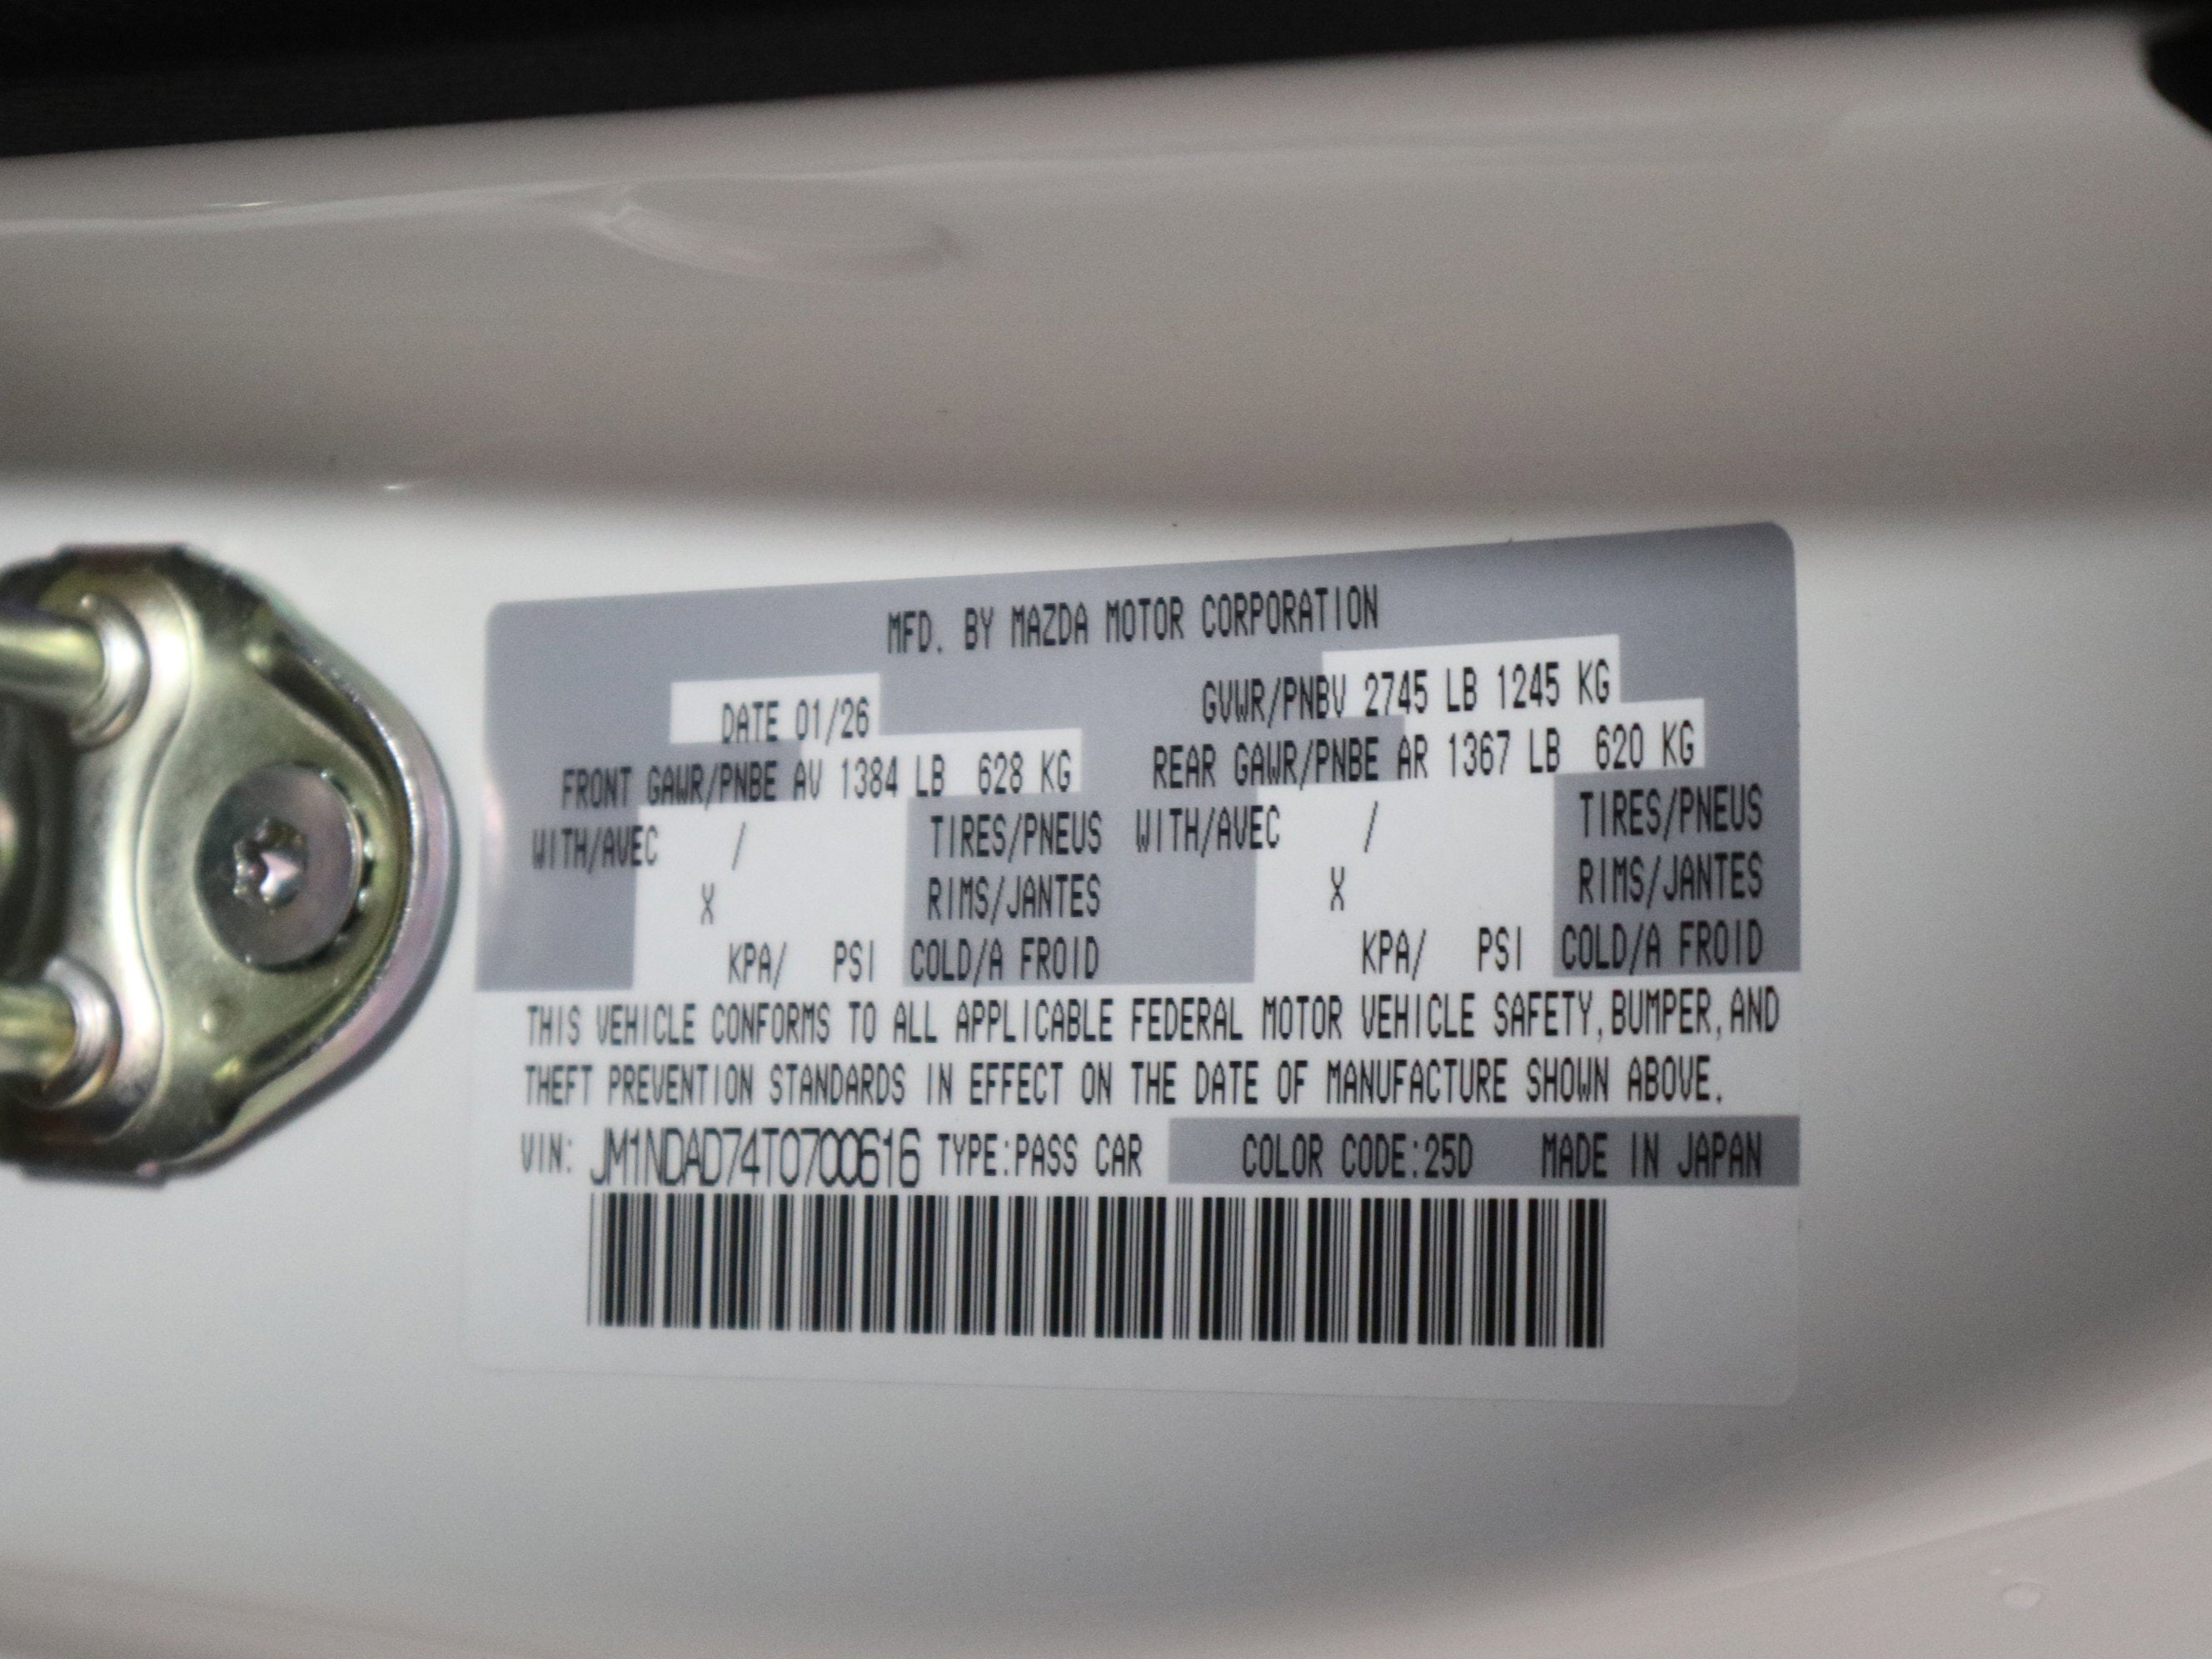 MFD. BY MAZDA MOTOR CORPORATION
DATE 01/26 GVWR/PNBV 2745 LB 1245 KG
FRONT GAWR/PNBE AV 1384 LB 628 KG REAR GAWR/PNBE AR 1367 LB 620 KG
WITH/AVEC / TIRES/PNEUS WITH/AVEC / TIRES/PNEUS
X RIMS/JANTES X RIMS/JANTES
KPA/ PSI COLD/A FROID KPA/ PSI COLD/A FROID
THIS VEHICLE CONFORMS TO ALL APPLICABLE FEDERAL MOTOR VEHICLE SAFETY,BUMPER,AND
THEFT PREVENTION STANDARDS IN EFFECT ON THE DATE OF MANUFACTURE SHOWN ABOVE.
VIN: JM1NDAD74T0700616 TYPE:PASS CAR COLOR CODE:25D MADE IN JAPAN